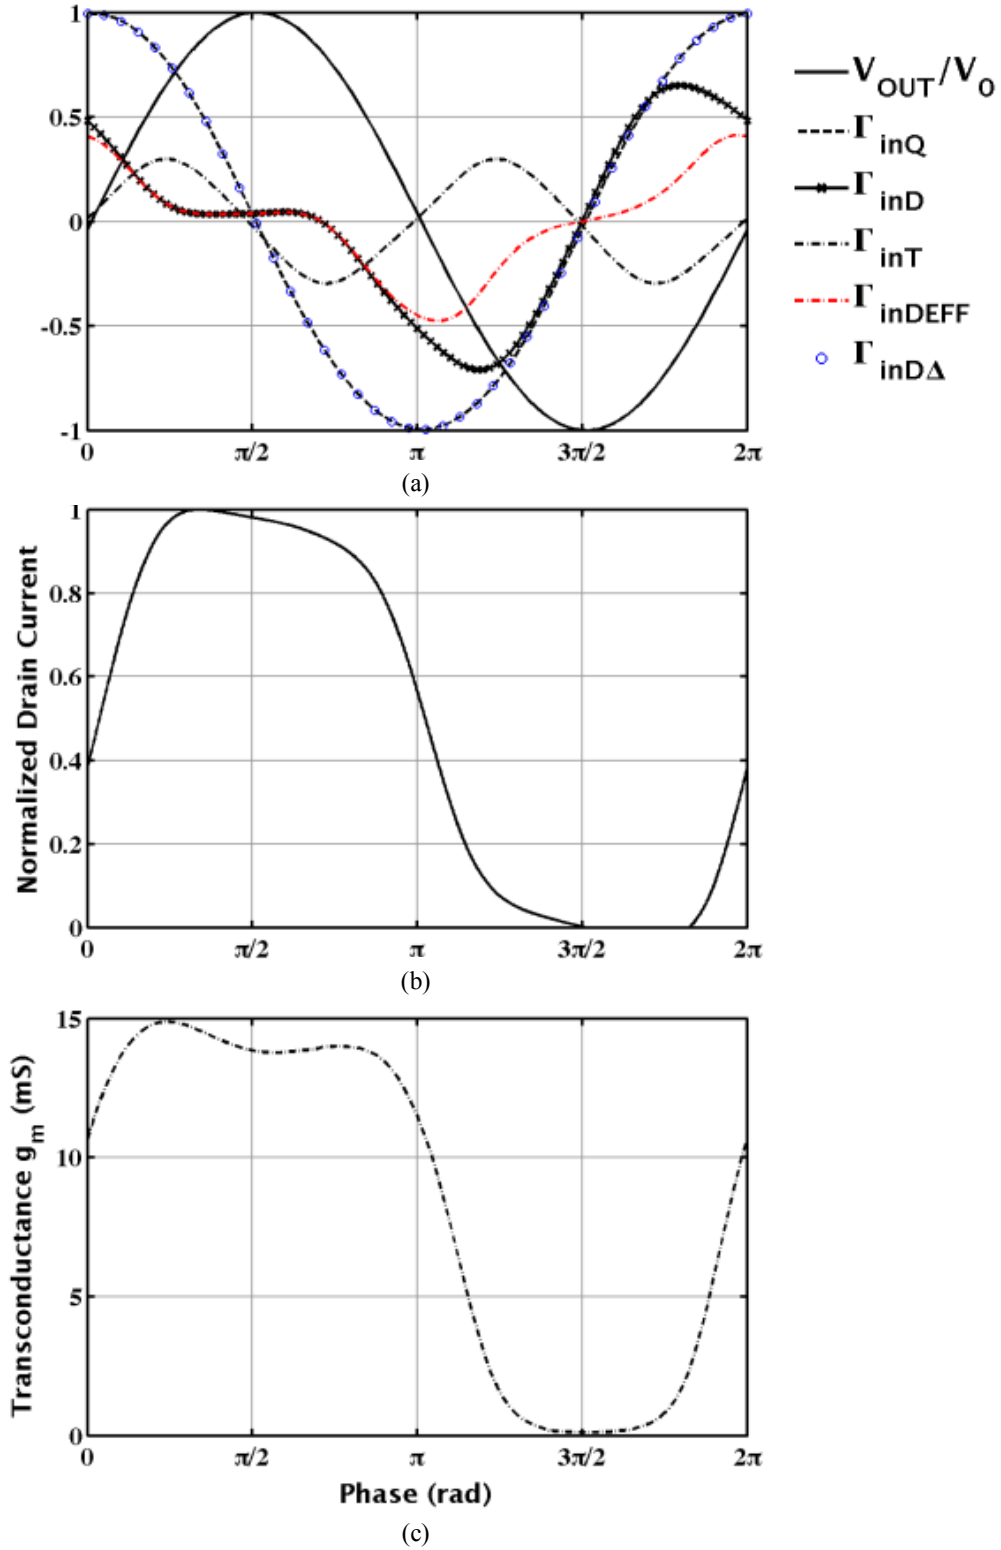 1
0.5
0
-0.5
-1
0 π/2 π 3π/2 2π
V_OUT/V_0
Γ_inQ
Γ_inD
Γ_inT
Γ_inDEFF
Γ_inDΔ
(a)
Normalized Drain Current
1
0.8
0.6
0.4
0.2
0
0 π/2 π 3π/2 2π
(b)
Transconductance g_m (mS)
15
10
5
0
0 π/2 π 3π/2 2π
Phase (rad)
(c)